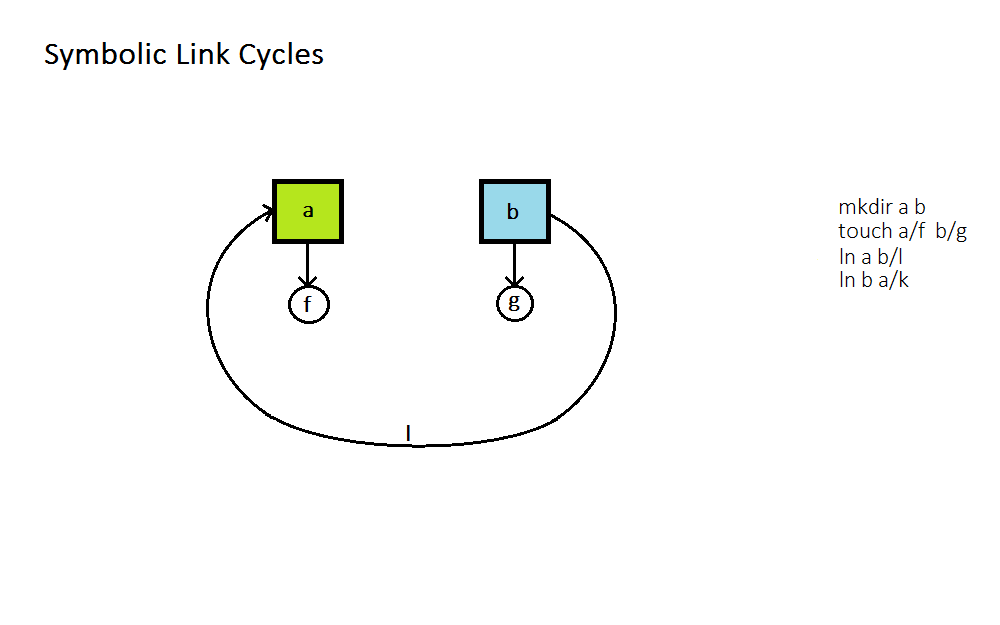 Symbolic Link Cycles
a
b
f
g
l
mkdir a b
touch a/f b/g
ln a b/l
ln b a/k